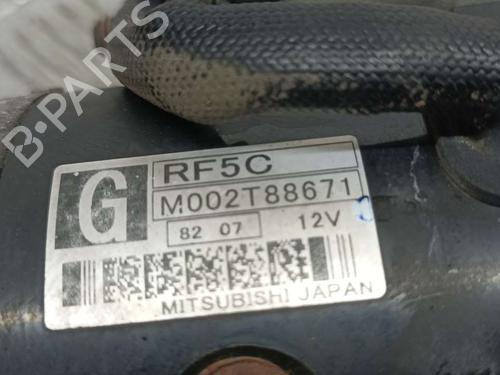 B-PARTS
G
RF5C
M002T88671
82 07 12V
MITSUBISHI JAPAN